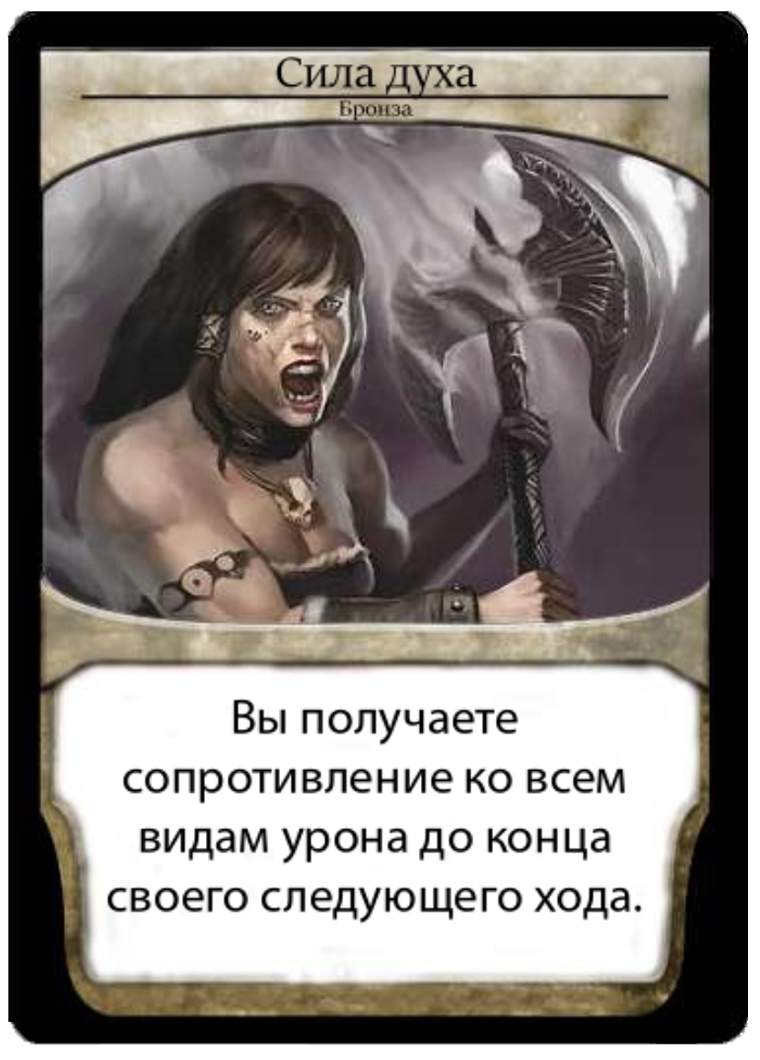 Сила духа
Бронза
Вы получаете
сопротивление ко всем
видам урона до конца
своего следующего хода.